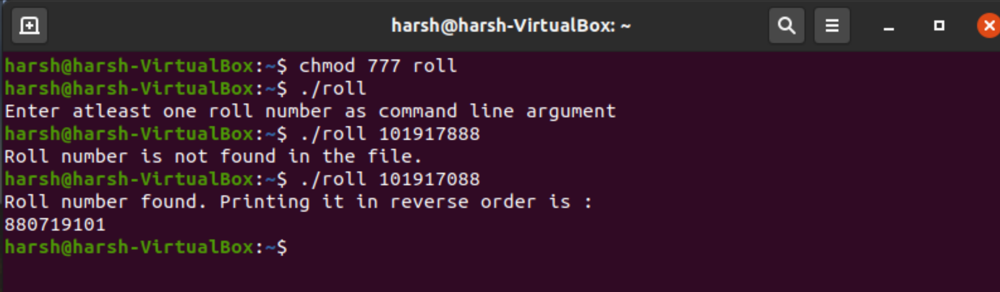 harsh@harsh-VirtualBox: ~
harsh@harsh-VirtualBox:~$ chmod 777 roll
harsh@harsh-VirtualBox:~$ ./roll
Enter atleast one roll number as command line argument
harsh@harsh-VirtualBox:~$ ./roll 101917888
Roll number is not found in the file.
harsh@harsh-VirtualBox:~$ ./roll 101917088
Roll number found. Printing it in reverse order is :
880719101
harsh@harsh-VirtualBox:~$